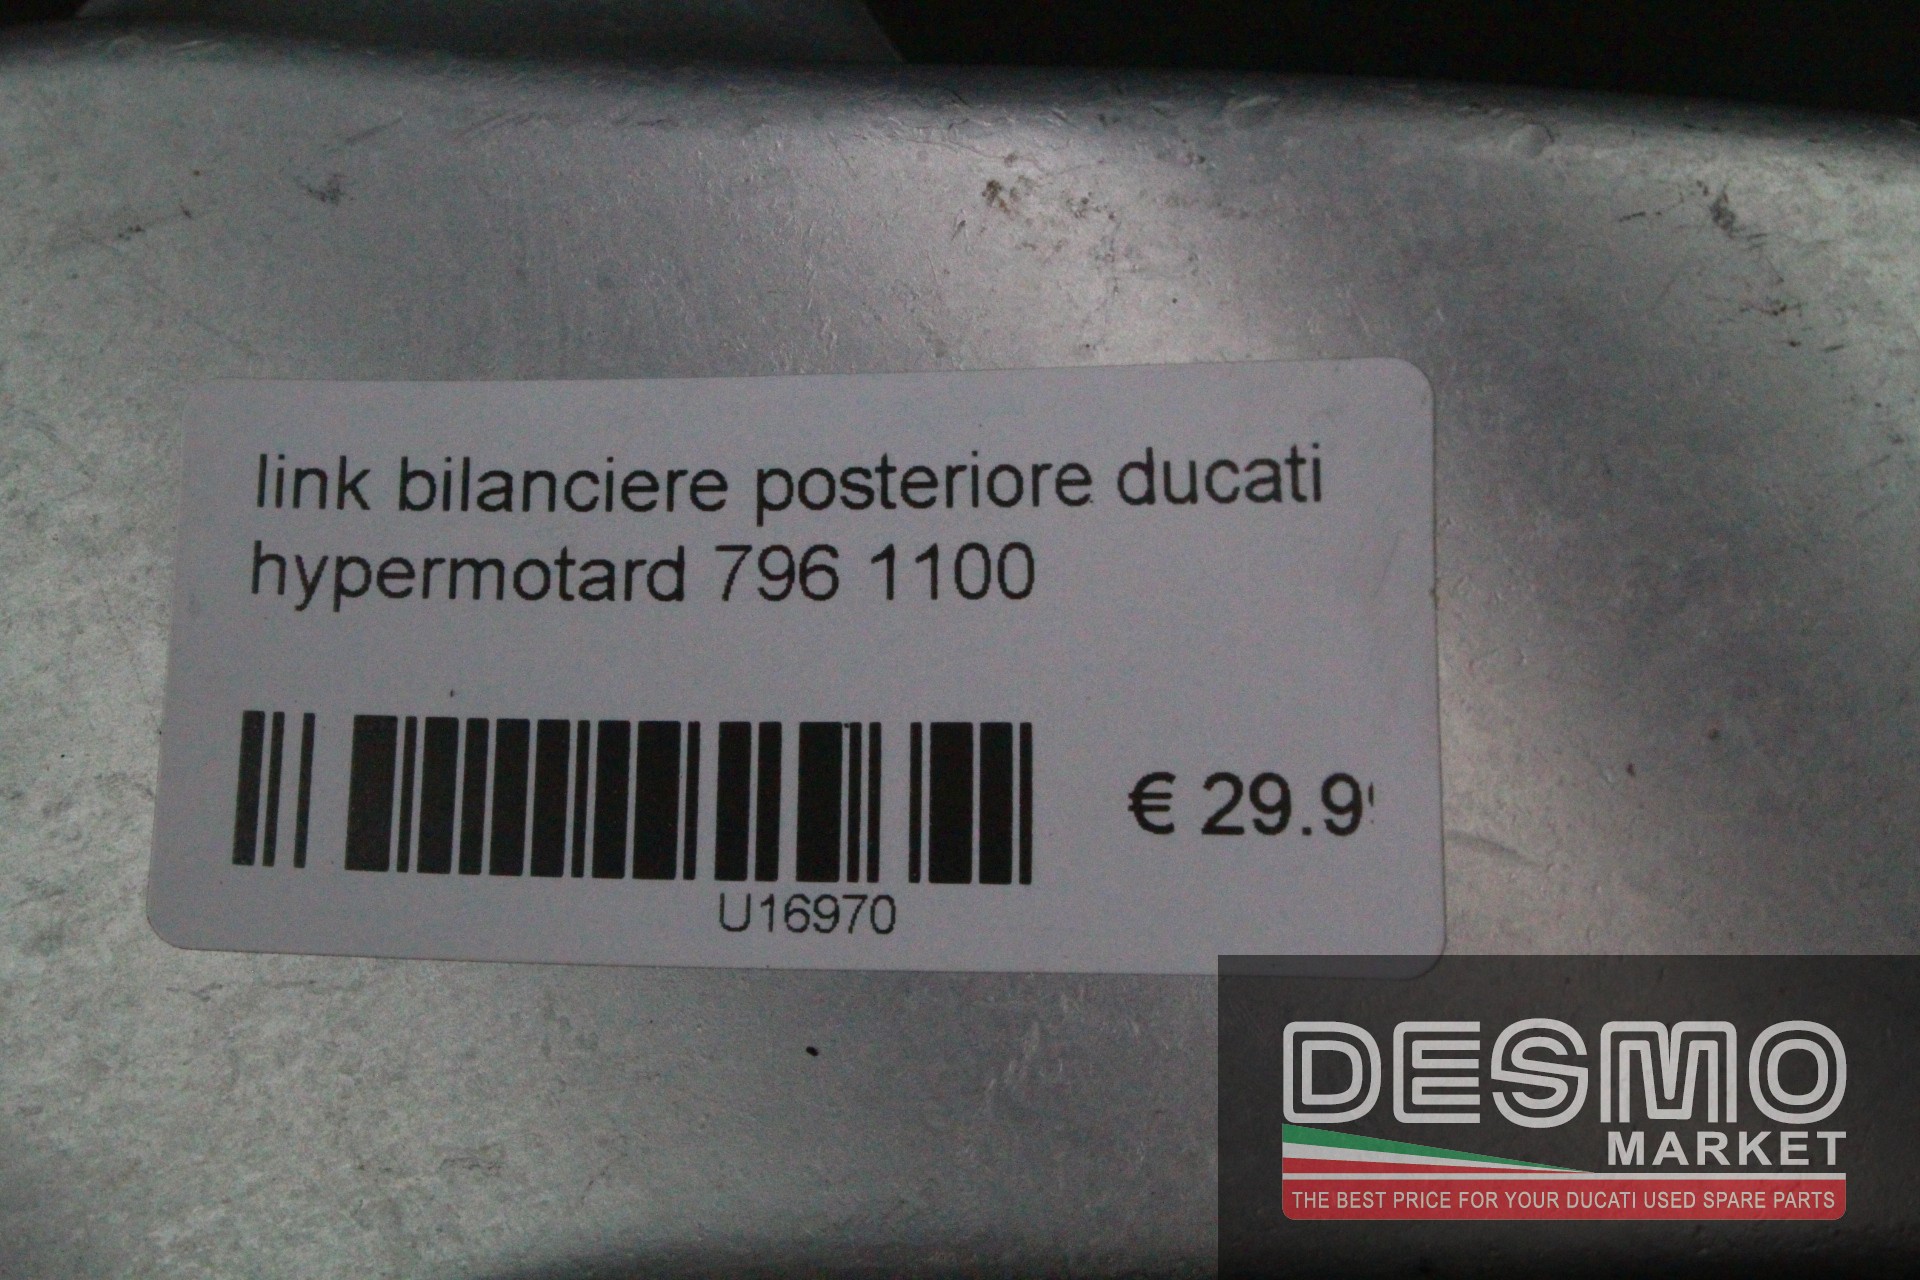 link bilanciere posteriore ducati
hypermotard 796 1100
€ 29.9
U16970
DESMO
MARKET
THE BEST PRICE FOR YOUR DUCATI USED SPARE PARTS